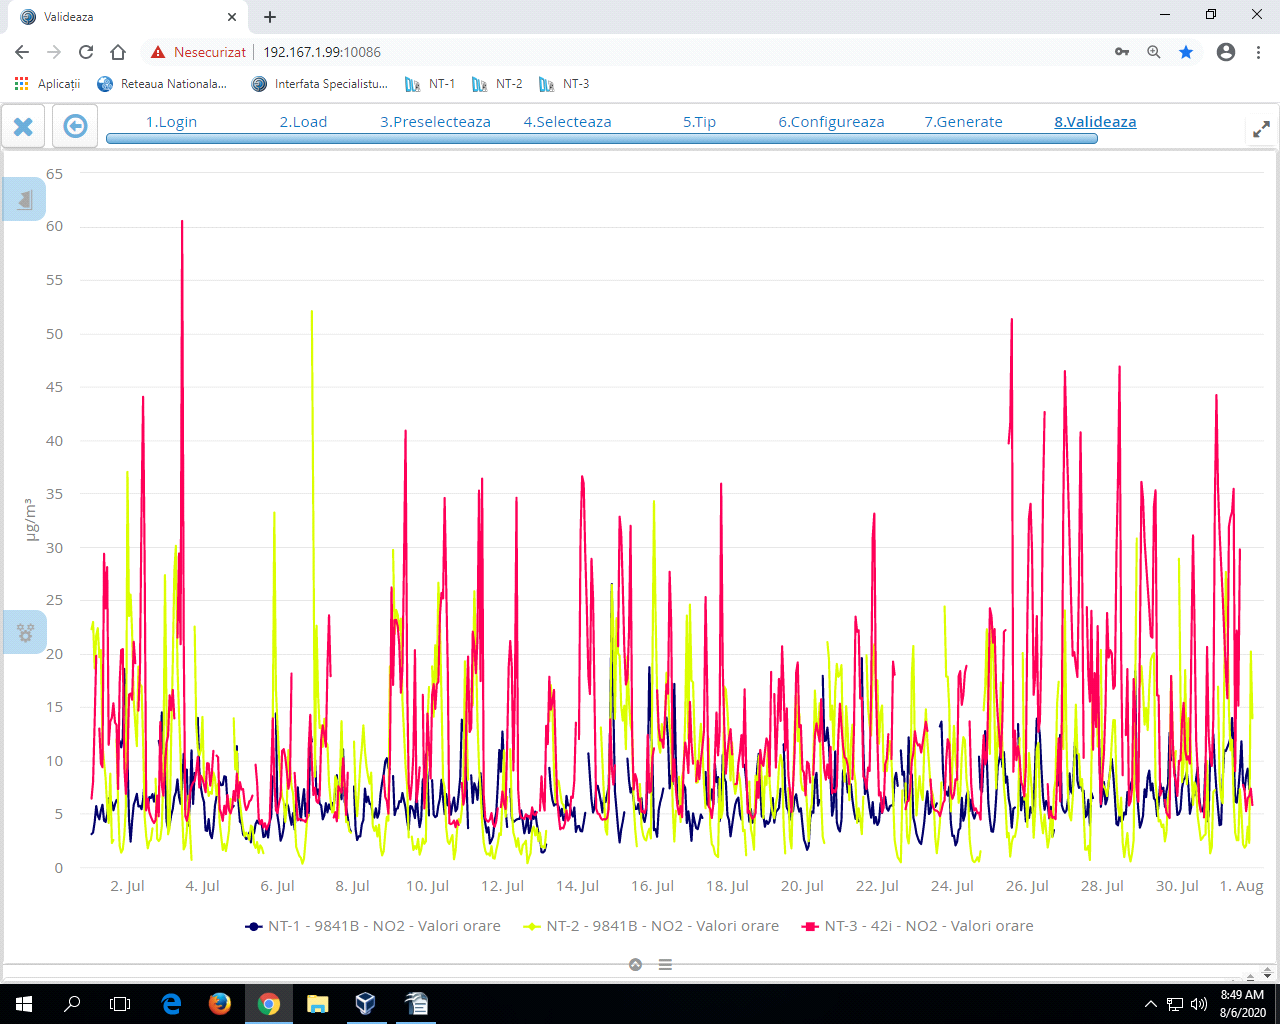 Valideaza
Nesecurizat 192.167.1.99:10086
Aplicații Reteaua Nationala... Interfata Specialistu... NT-1 NT-2 NT-3
1.Login 2.Load 3.Preselecteaza 4.Selecteaza 5.Tip 6.Configureaza 7.Generate 8.Valideaza
65
60
55
50
45
40
35
30
25
20
15
10
5
0
µg/m³
2. Jul 4. Jul 6. Jul 8. Jul 10. Jul 12. Jul 14. Jul 16. Jul 18. Jul 20. Jul 22. Jul 24. Jul 26. Jul 28. Jul 30. Jul 1. Aug
NT-1 - 9841B - NO2 - Valori orare NT-2 - 9841B - NO2 - Valori orare NT-3 - 42i - NO2 - Valori orare
8:49 AM
8/6/2020